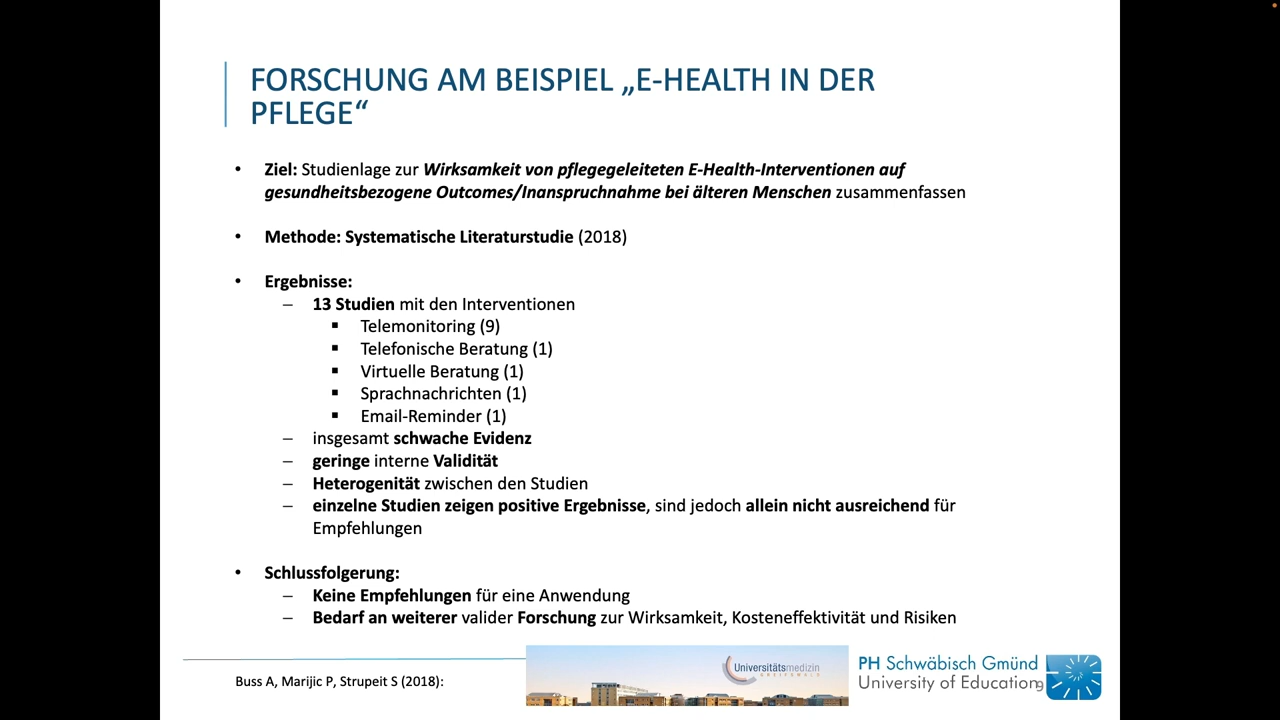 FORSCHUNG AM BEISPIEL „E-HEALTH IN DER
PFLEGE“
• Ziel: Studienlage zur Wirksamkeit von pflegegeleiteten E-Health-Interventionen auf
gesundheitsbezogene Outcomes/Inanspruchnahme bei älteren Menschen zusammenfassen
• Methode: Systematische Literaturstudie (2018)
• Ergebnisse:
– 13 Studien mit den Interventionen
▪ Telemonitoring (9)
▪ Telefonische Beratung (1)
▪ Virtuelle Beratung (1)
▪ Sprachnachrichten (1)
▪ Email-Reminder (1)
– insgesamt schwache Evidenz
– geringe interne Validität
– Heterogenität zwischen den Studien
– einzelne Studien zeigen positive Ergebnisse, sind jedoch allein nicht ausreichend für
Empfehlungen
• Schlussfolgerung:
– Keine Empfehlungen für eine Anwendung
– Bedarf an weiterer valider Forschung zur Wirksamkeit, Kosteneffektivität und Risiken
Buss A, Marijic P, Strupeit S (2018):
Universitätsmedizin
GREIFSWALD
PH Schwäbisch Gmünd
University of Education
9